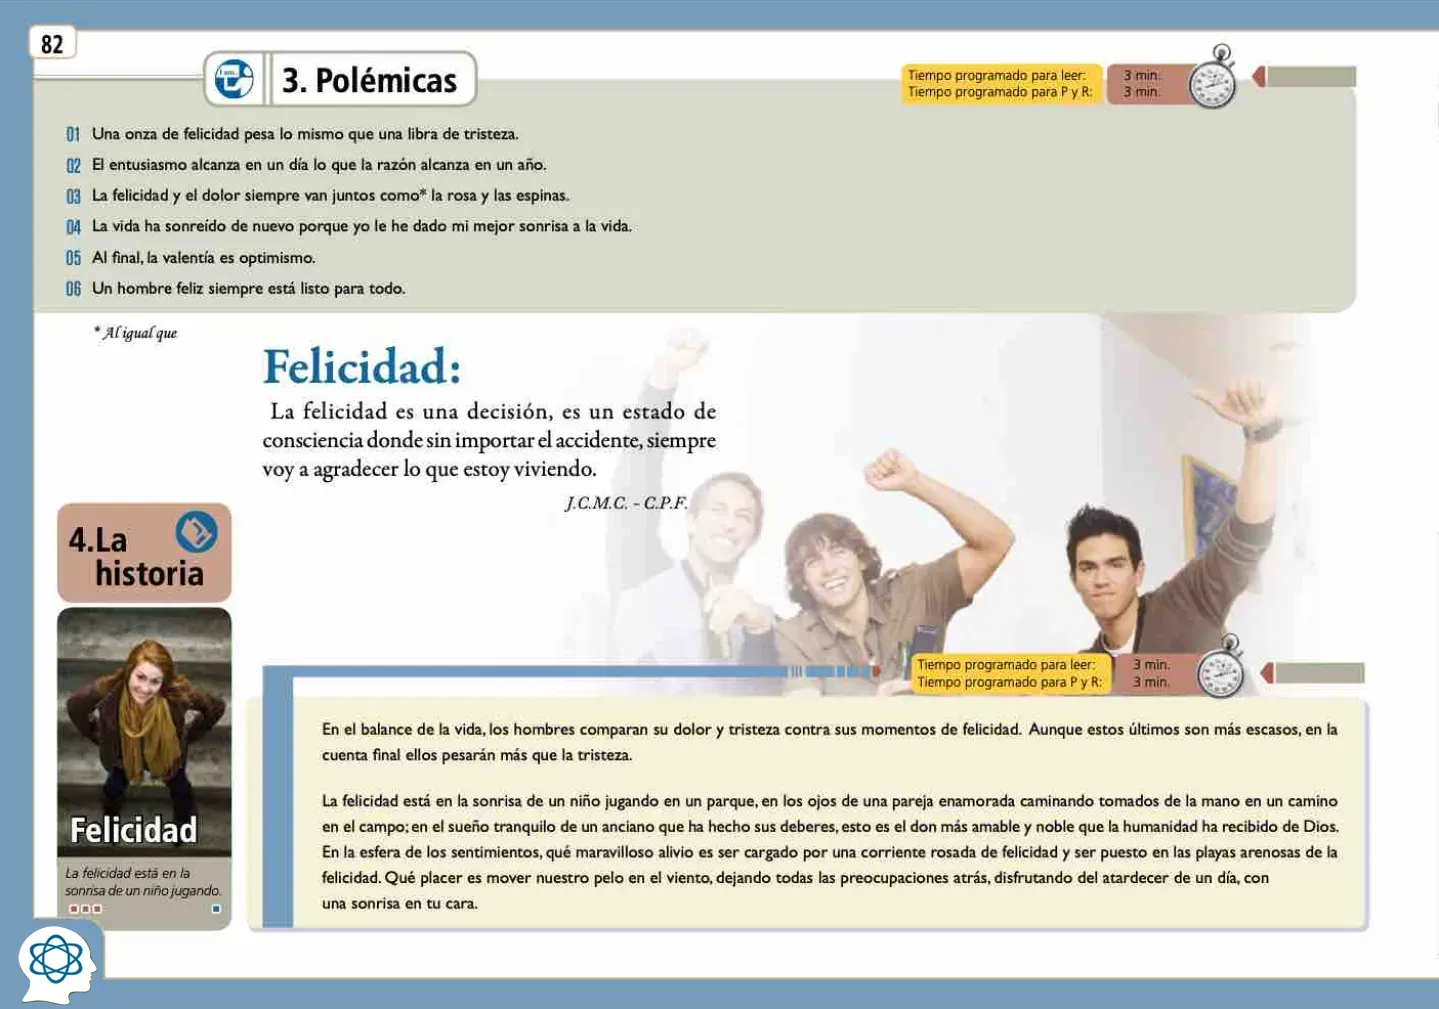 82
3. Polémicas
Tiempo programado para leer: 3 min.
Tiempo programado para P y R: 3 min.
01 Una onza de felicidad pesa lo mismo que una libra de tristeza.
02 El entusiasmo alcanza en un día lo que la razón alcanza en un año.
03 La felicidad y el dolor siempre van juntos como* la rosa y las espinas.
04 La vida ha sonreído de nuevo porque yo le he dado mi mejor sonrisa a la vida.
05 Al final, la valentía es optimismo.
06 Un hombre feliz siempre está listo para todo.
* Al igual que
Felicidad:
La felicidad es una decisión, es un estado de
consciencia donde sin importar el accidente, siempre
voy a agradecer lo que estoy viviendo.
J.C.M.C. - C.P.F.
4.La
historia
Felicidad
La felicidad está en la
sonrisa de un niño jugando.
Tiempo programado para leer: 3 min.
Tiempo programado para P y R: 3 min.
En el balance de la vida, los hombres comparan su dolor y tristeza contra sus momentos de felicidad. Aunque estos últimos son más escasos, en la
cuenta final ellos pesarán más que la tristeza.
La felicidad está en la sonrisa de un niño jugando en un parque, en los ojos de una pareja enamorada caminando tomados de la mano en un camino
en el campo; en el sueño tranquilo de un anciano que ha hecho sus deberes, esto es el don más amable y noble que la humanidad ha recibido de Dios.
En la esfera de los sentimientos, qué maravilloso alivio es ser cargado por una corriente rosada de felicidad y ser puesto en las playas arenosas de la
felicidad. Qué placer es mover nuestro pelo en el viento, dejando todas las preocupaciones atrás, disfrutando del atardecer de un día, con
una sonrisa en tu cara.